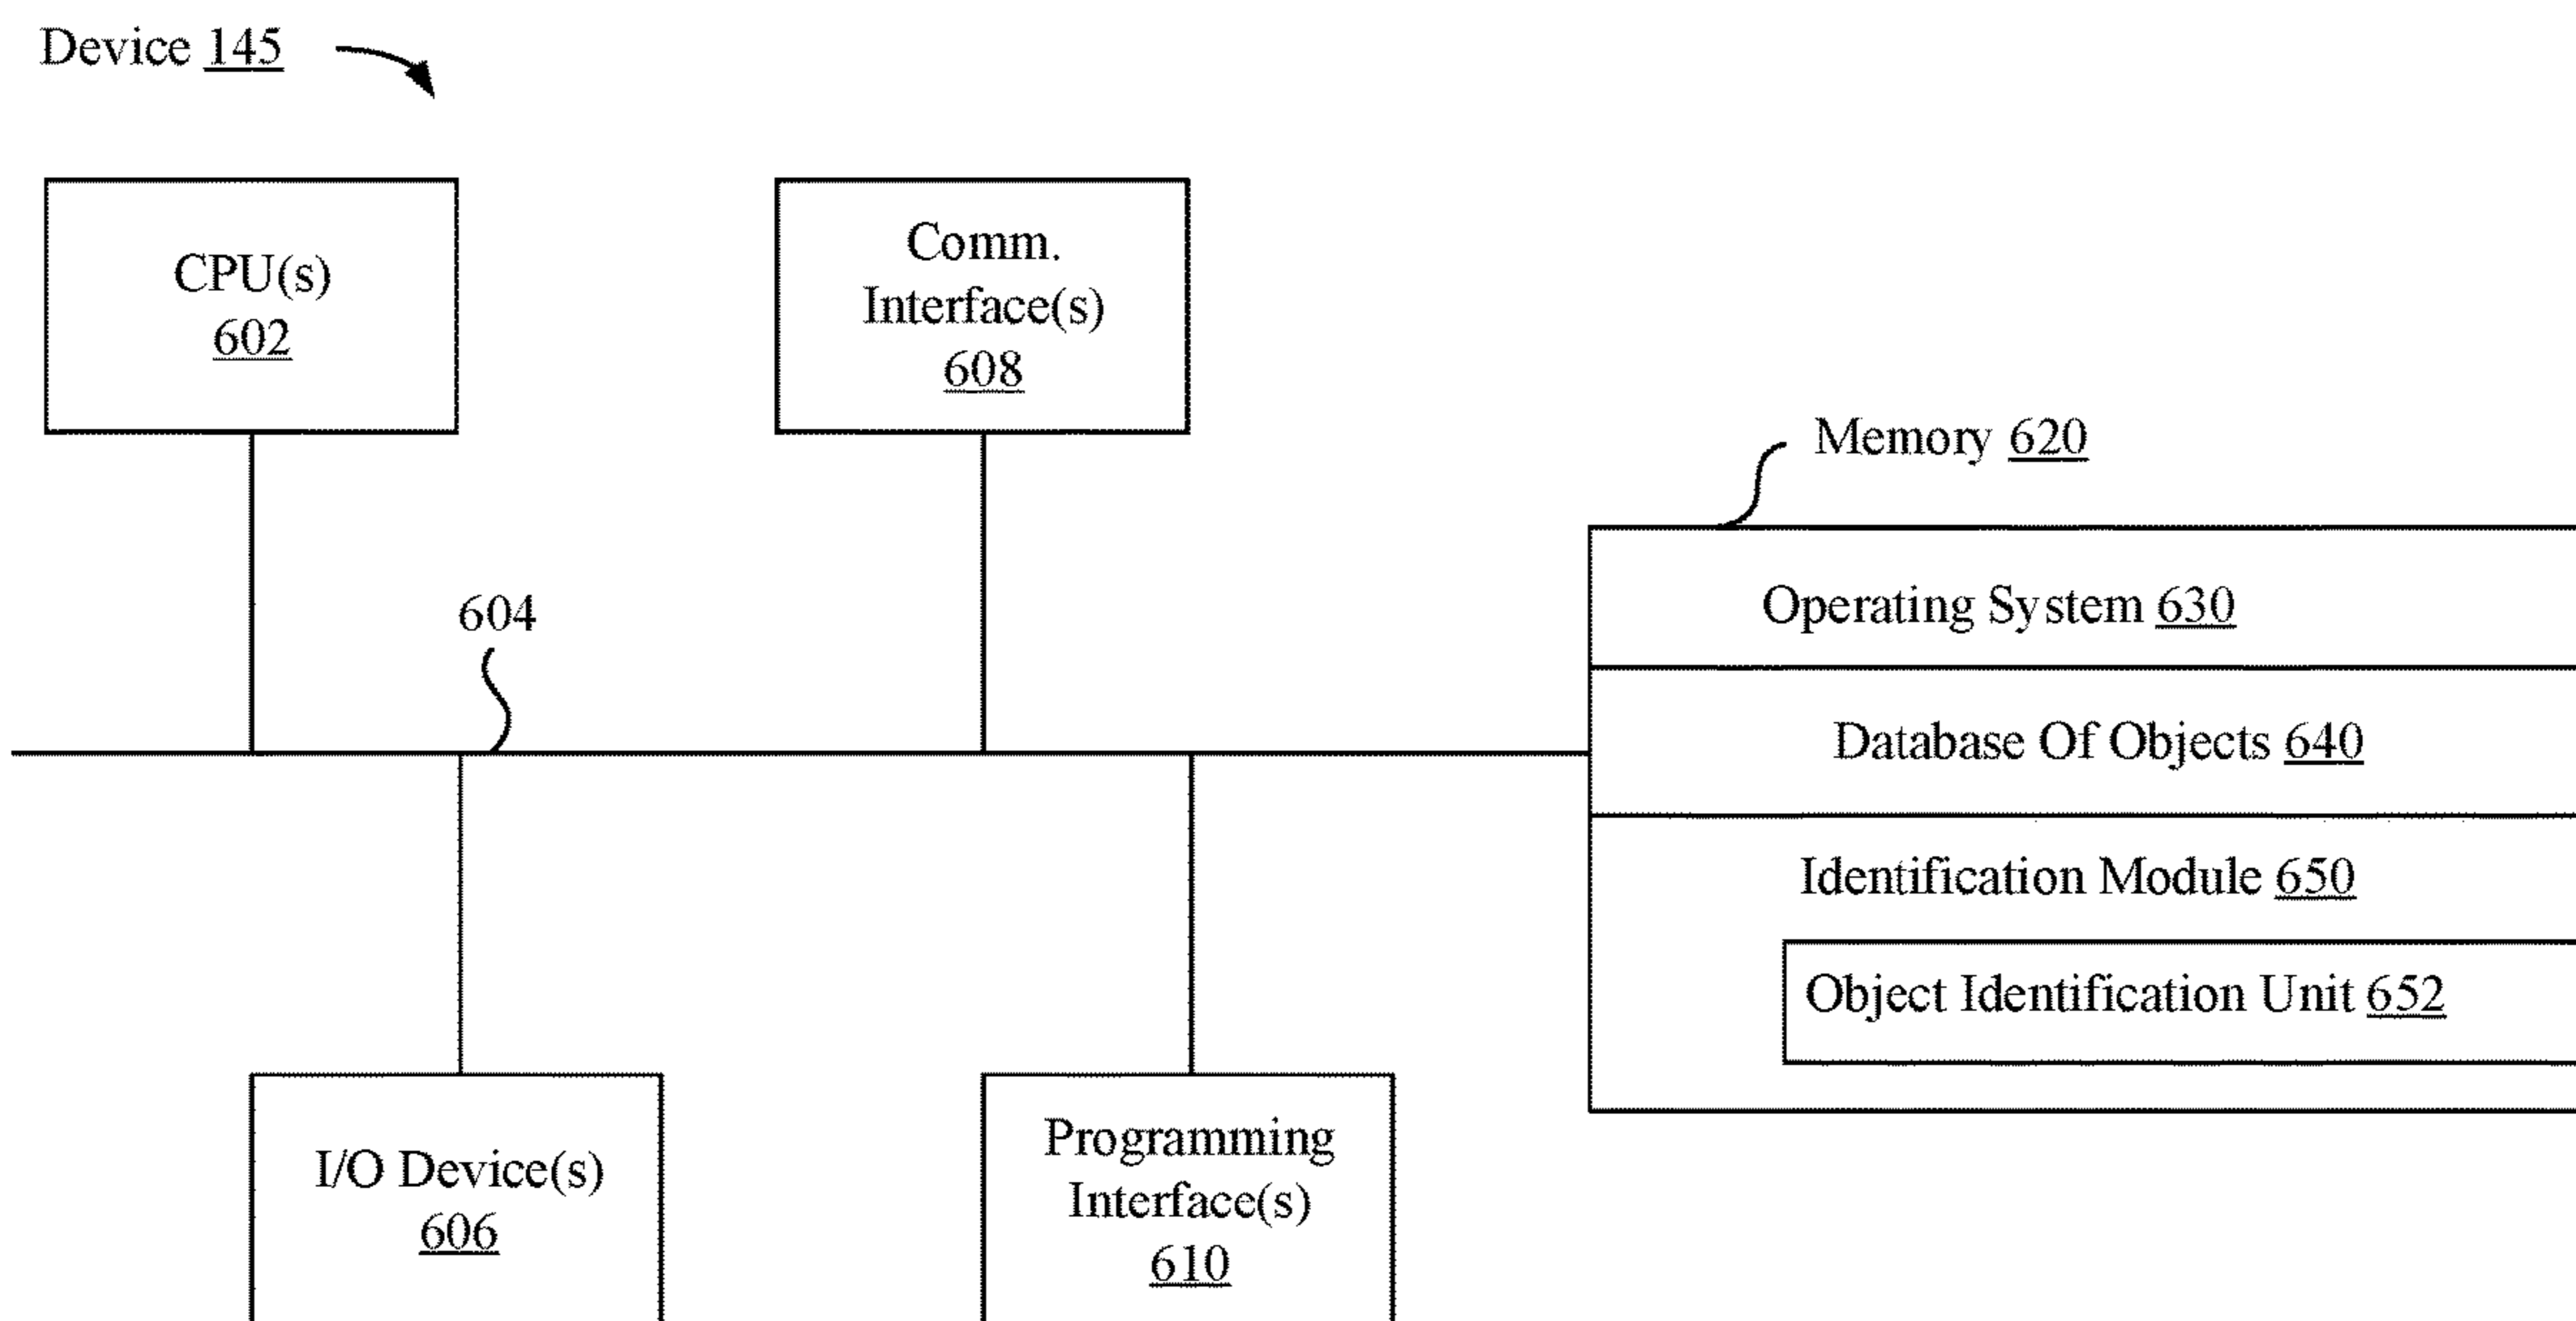 Device 145
CPU(s)
602
Comm.
Interface(s)
608
Memory 620
604
Operating System 630
Database Of Objects 640
Identification Module 650
Object Identification Unit 652
I/O Device(s)
606
Programming
Interface(s)
610